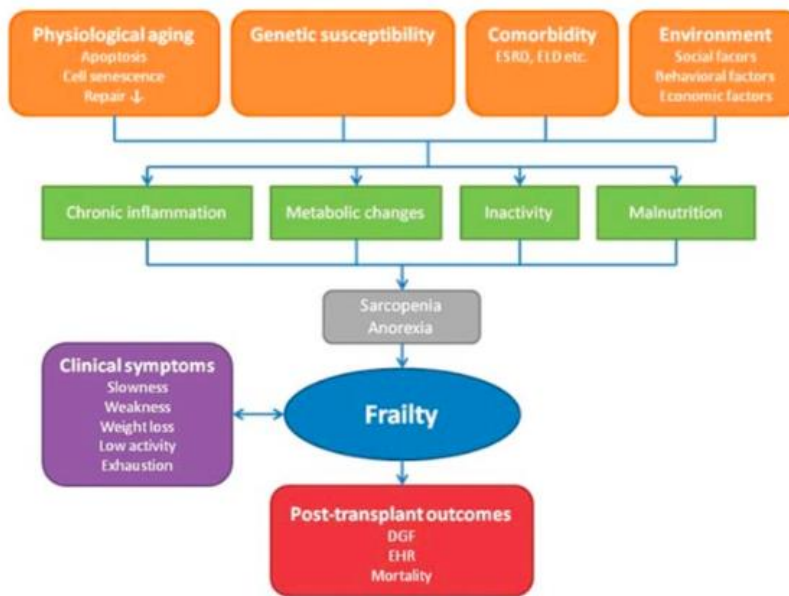 Physiological aging
Apoptosis
Cell senescence
Repair ↓
Genetic susceptibility
Comorbidity
ESRD, ELD etc.
Environment
Social facors
Behavioral factors
Economic factors
Chronic inflammation
Metabolic changes
Inactivity
Malnutrition
Sarcopenia
Anorexia
Clinical symptoms
Slowness
Weakness
Weight loss
Low activity
Exhaustion
Frailty
Post-transplant outcomes
DGF
EHR
Mortality